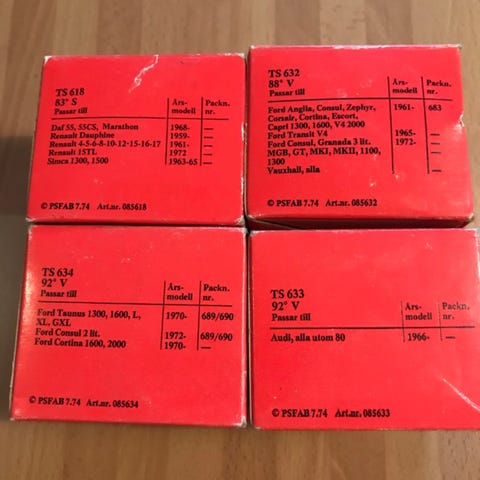 TS 618
83° S
Passar till
Års-
modell
Packn.
nr.
Daf 55, 55CS, Marathon 1968- —
Renault Dauphine 1959- —
Renault 4-5-6-8-10-12-15-16-17 1961- —
Renault 15TL 1972 —
Simca 1300, 1500 1963-65 —
© PSFAB 7.74 Art.nr. 085618
TS 632
88° V
Passar till
Års-
modell
Packn.
nr.
Ford Anglia, Consul, Zephyr, 1961- 683
Corsair, Cortina, Escort,
Capri 1300, 1600, V4 2000
Ford Transit V4 1965- —
Ford Consul, Granada 3 lit. 1972- —
MGB, GT, MKI, MKII, 1100, —
1300
Vauxhall, alla —
© PSFAB 7.74 Art.nr. 085632
TS 634
92° V
Passar till
Års-
modell
Packn.
nr.
Ford Taunus 1300, 1600, L, 1970- 689/690
XL, GXL
Ford Consul 2 lit. 1972- 689/690
Ford Cortina 1600, 2000 1970- —
© PSFAB 7.74 Art.nr. 085634
TS 633
92° V
Passar till
Års-
modell
Packn.
nr.
Audi, alla utom 80 1966- —
© PSFAB 7.74 Art.nr. 085633